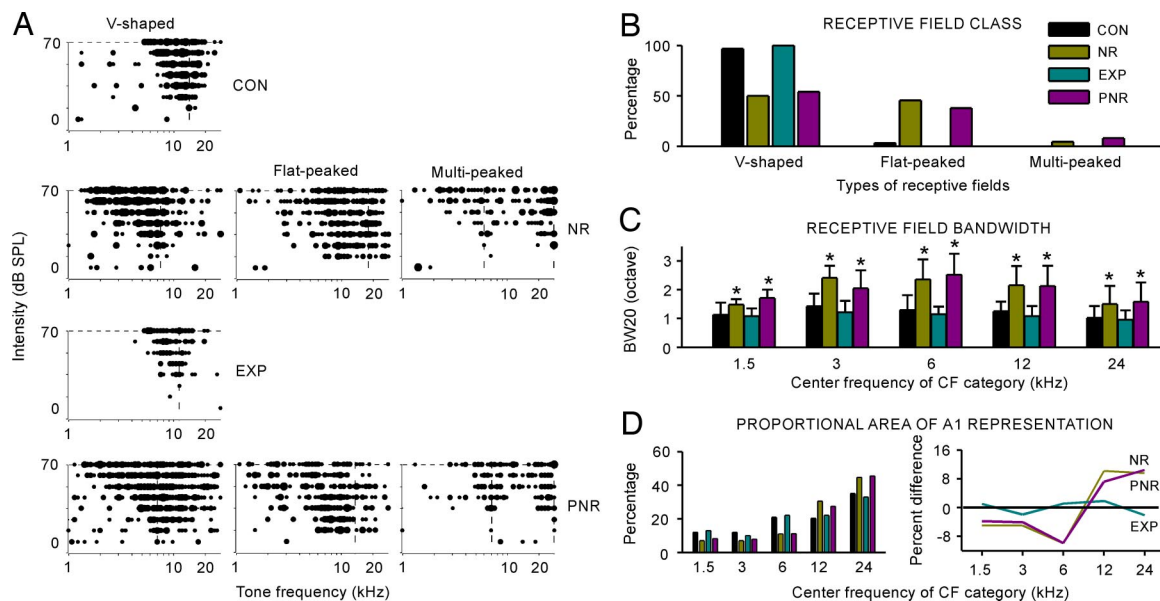 A
V-shaped
70
0
1 10 20
CON
Flat-peaked
Multi-peaked
70
0
1 10 20
1 10 20
1 10 20
NR
70
0
1 10 20
EXP
70
0
1 10 20
1 10 20
1 10 20
PNR
Intensity (dB SPL)
Tone frequency (kHz)
B
RECEPTIVE FIELD CLASS
CON
NR
EXP
PNR
Percentage
100
50
0
V-shaped Flat-peaked Multi-peaked
Types of receptive fields
C
RECEPTIVE FIELD BANDWIDTH
BW20 (octave)
3
2
1
0
* * * * * * * * * *
1.5 3 6 12 24
Center frequency of CF category (kHz)
D
PROPORTIONAL AREA OF A1 REPRESENTATION
Percentage
60
40
20
0
1.5 3 6 12 24
Percent difference
16
8
0
-8
NR
PNR
EXP
1.5 3 6 12 24
Center frequency of CF category (kHz)